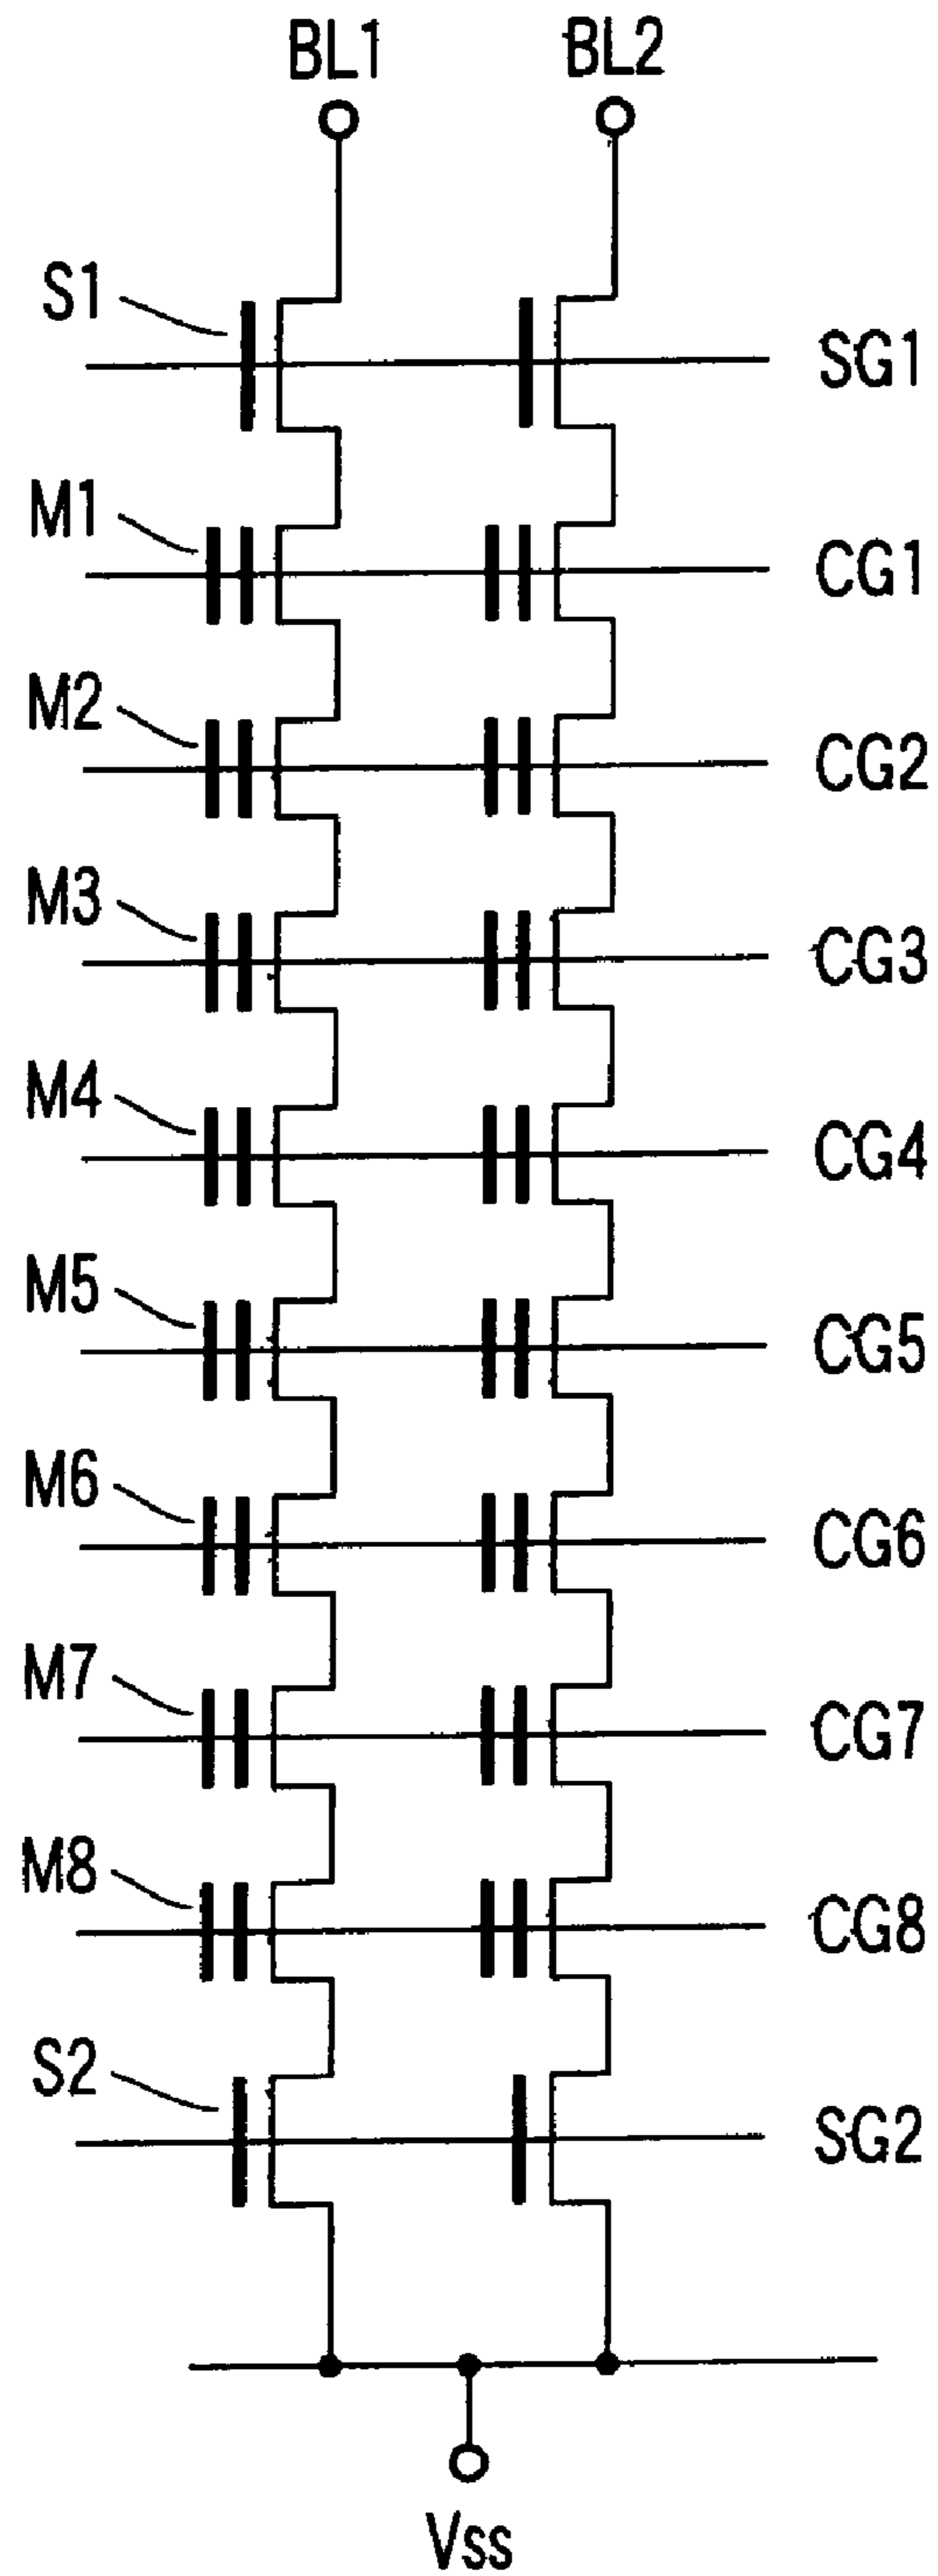 BL1 BL2
S1 SG1
M1 CG1
M2 CG2
M3 CG3
M4 CG4
M5 CG5
M6 CG6
M7 CG7
M8 CG8
S2 SG2
Vss